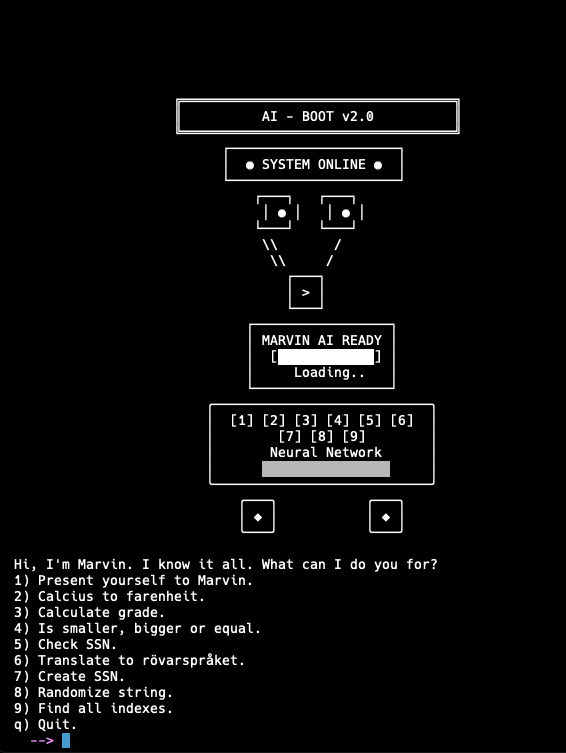 AI - BOOT v2.0
● SYSTEM ONLINE ●
>
MARVIN AI READY
[ ]
Loading..
[1] [2] [3] [4] [5] [6]
[7] [8] [9]
Neural Network
Hi, I'm Marvin. I know it all. What can I do you for?
1) Present yourself to Marvin.
2) Calcius to farenheit.
3) Calculate grade.
4) Is smaller, bigger or equal.
5) Check SSN.
6) Translate to rövarspråket.
7) Create SSN.
8) Randomize string.
9) Find all indexes.
q) Quit.
-->